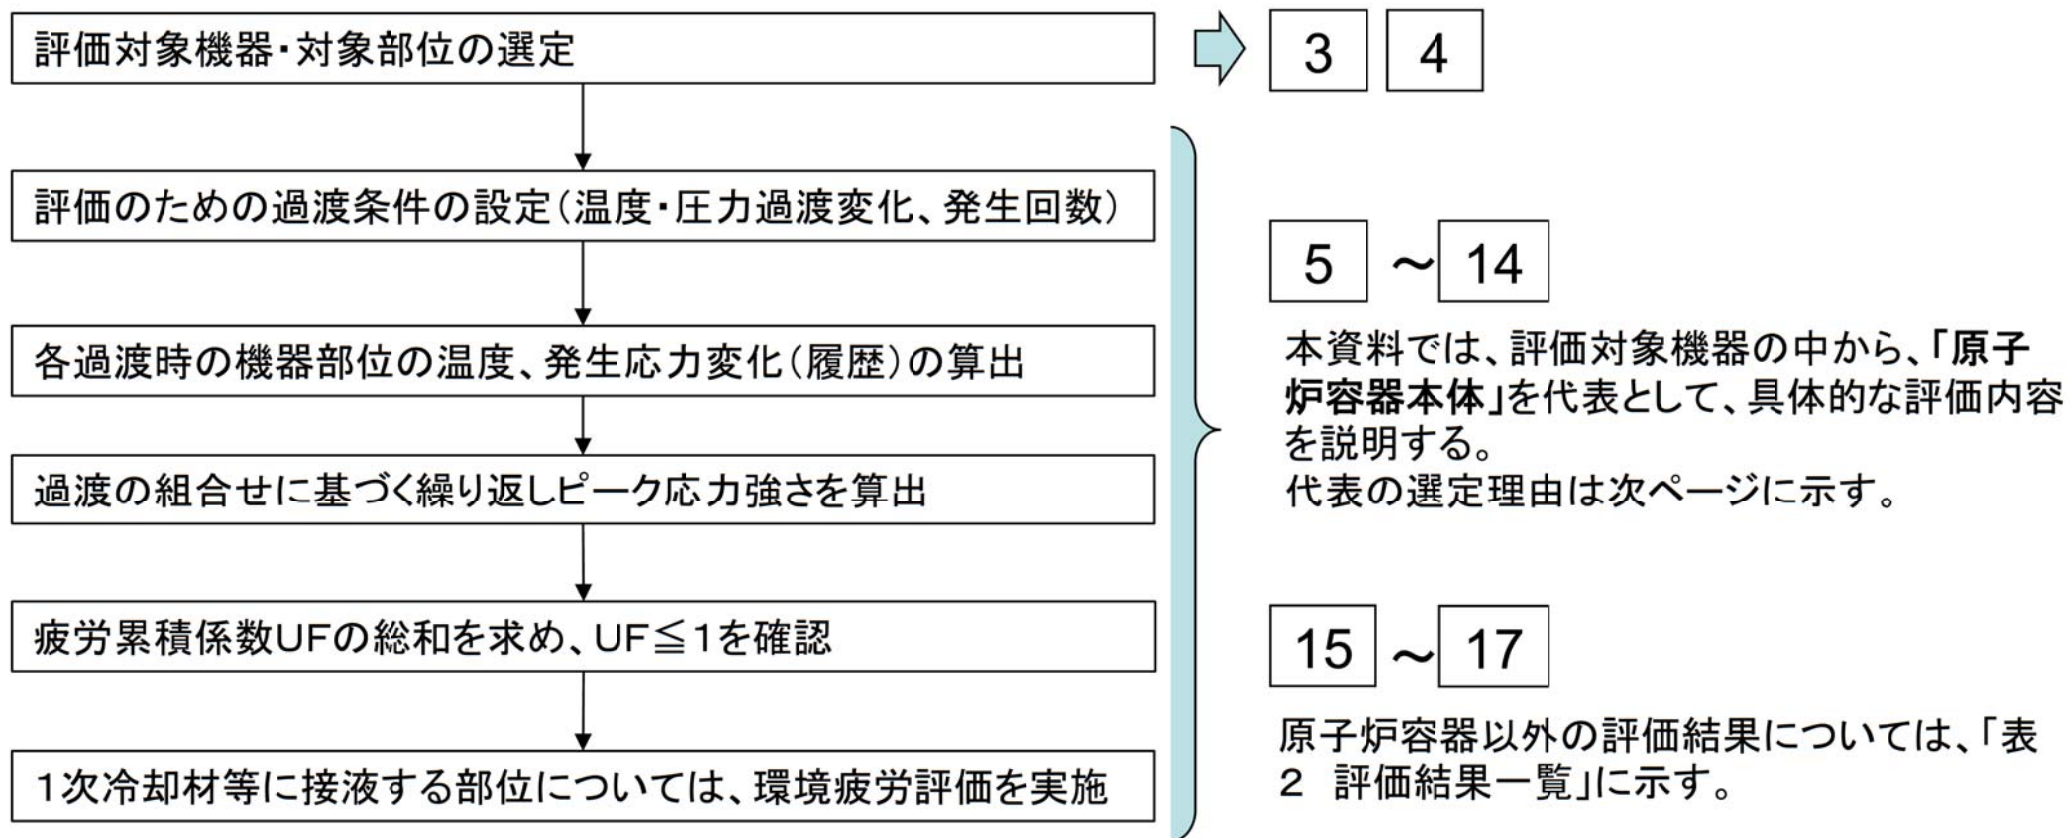 評価対象機器・対象部位の選定
評価のための過渡条件の設定(温度・圧力過渡変化、発生回数)
各過渡時の機器部位の温度、発生応力変化(履歴)の算出
過渡の組合せに基づく繰り返しピーク応力強さを算出
疲労累積係数UFの総和を求め、UF≦1を確認
1次冷却材等に接液する部位については、環境疲労評価を実施
3 4
5 ~ 14
本資料では、評価対象機器の中から、「原子
炉容器本体」を代表として、具体的な評価内容
を説明する。
代表の選定理由は次ページに示す。
15 ~ 17
原子炉容器以外の評価結果については、「表
2 評価結果一覧」に示す。